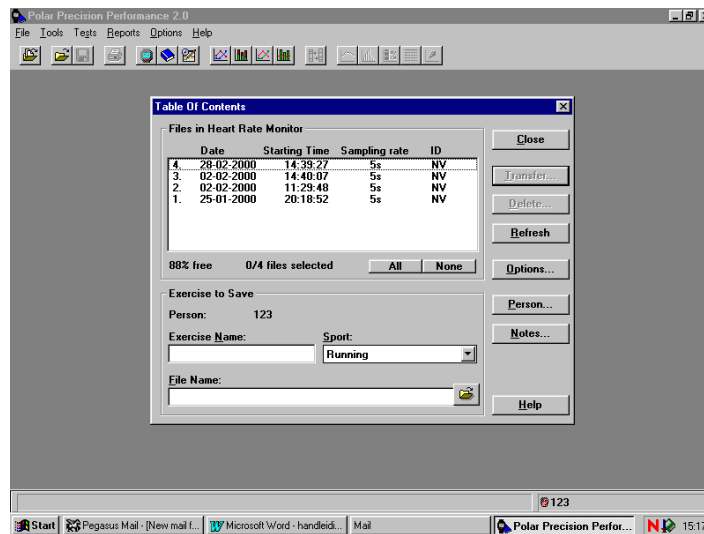 Polar Precision Performance 2.0
File Tools Tests Reports Options Help
Table Of Contents
Files in Heart Rate Monitor
Date Starting Time Sampling rate ID
4. 28-02-2000 14:39:27 5s NV
3. 02-02-2000 14:40:07 5s NV
2. 02-02-2000 11:29:48 5s NV
1. 25-01-2000 20:18:52 5s NV
88% free 0/4 files selected All None
Close
Transfer...
Delete...
Refresh
Options...
Person...
Notes...
Help
Exercise to Save
Person: 123
Exercise Name: Sport:
Running
File Name:
123
Start Pegasus Mail - [New mail f... Microsoft Word - handleidi... Mail Polar Precision Perfor... N 15:17